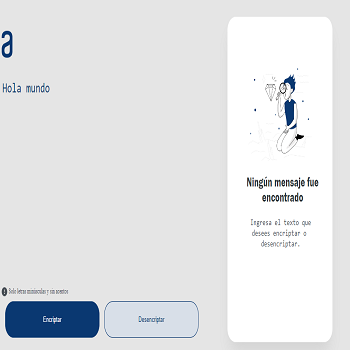 a
Hola mundo
Solo letras minúsculas y sin acentos
Encriptar
Desencriptar
Ningún mensaje fue
encontrado
Ingresa el texto que
desees encriptar o
desencriptar.